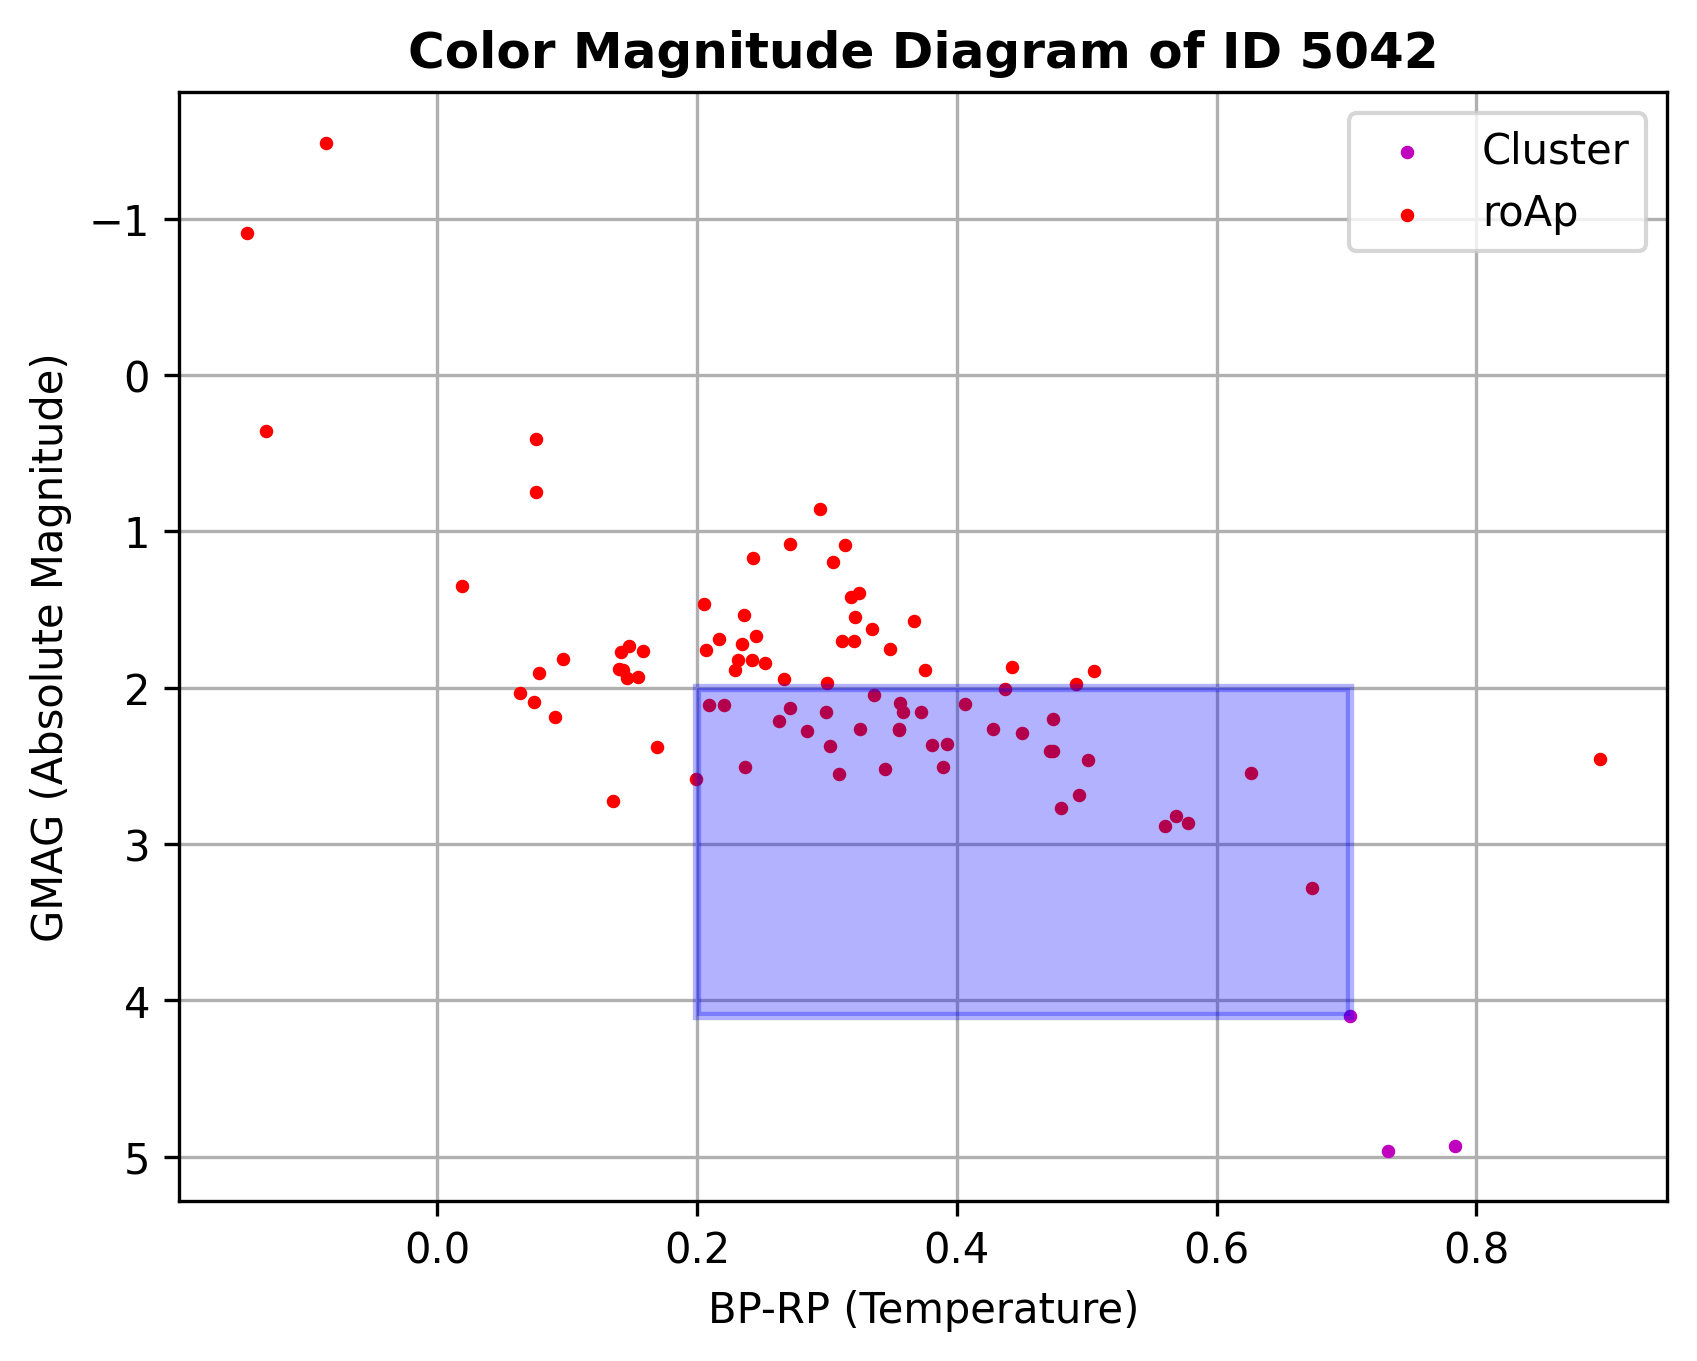 Color Magnitude Diagram of ID 5042
Cluster
roAp
GMAG (Absolute Magnitude)
−1
0
1
2
3
4
5
0.0 0.2 0.4 0.6 0.8
BP-RP (Temperature)